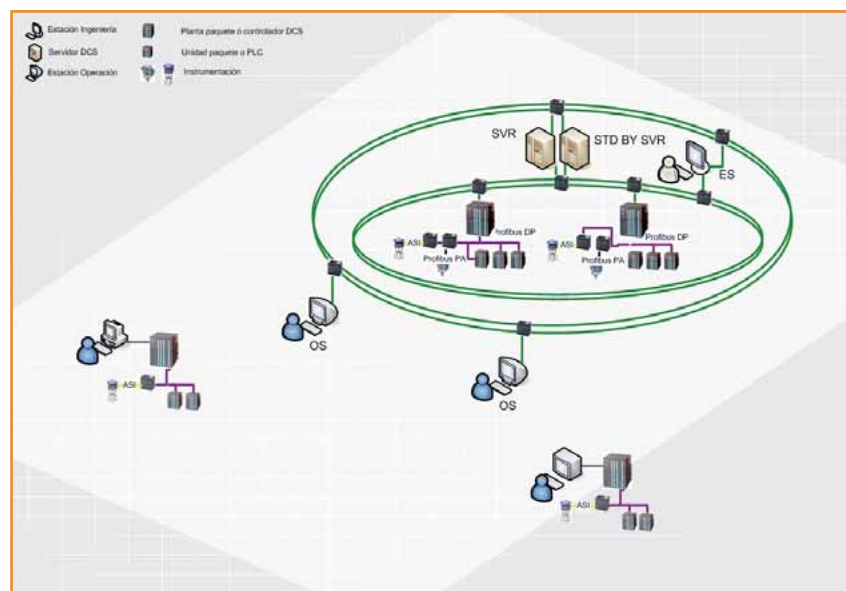 Estación Ingeniería
Planta paquete ó controlador DCS
Servidor DCS
Unidad paquete o PLC
Estación Operación
Instrumentación
SVR
STD BY SVR
ES
Profibus DP
ASI
Profibus PA
Profibus DP
ASI
Profibus PA
OS
ASI
OS
ASI